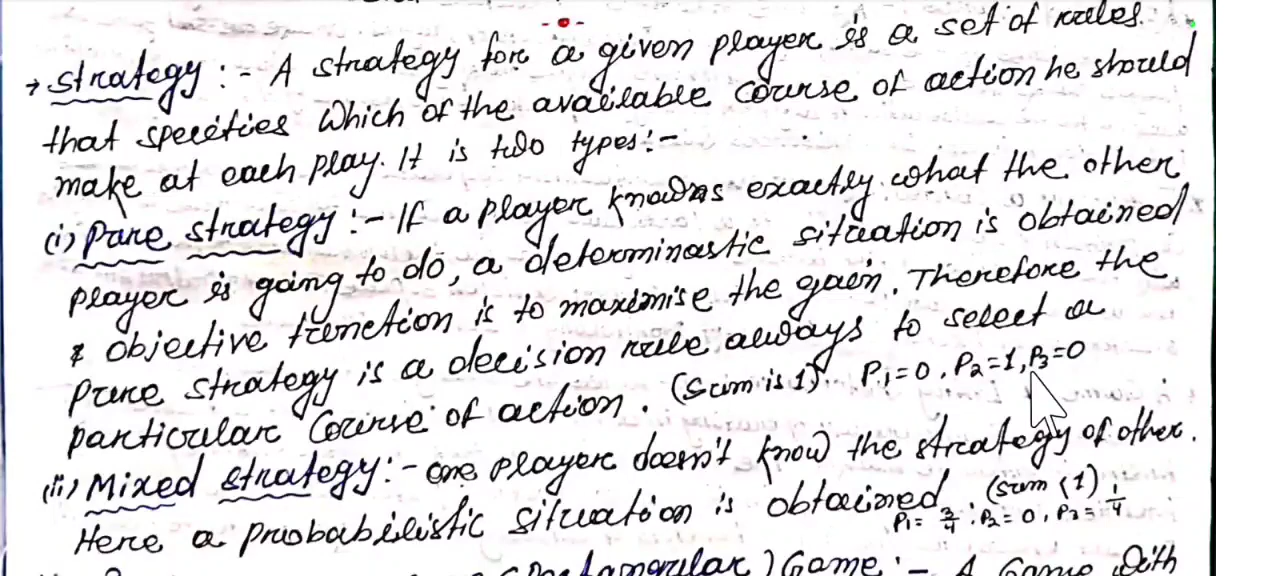 → Strategy :- A strategy for a given player is a set of rules.
that specifies which of the available course of action he should
make at each play. It is two types:-
(i) Pure strategy :- If a player knows exactly what the other
player is going to do, a deterministic situation is obtained
& objective function is to maximise the gain. Therefore the
pure strategy is a decision rule always to select a
particular course of action. (Sum is 1) P1=0, P2=1, P3=0
(ii) Mixed strategy:- one player doesn't know the strategy of other.
Here a probabilistic situation is obtained. (Sum (1)
P1= 3/4, P2=0, P3= 1/4
Game :- A Game With